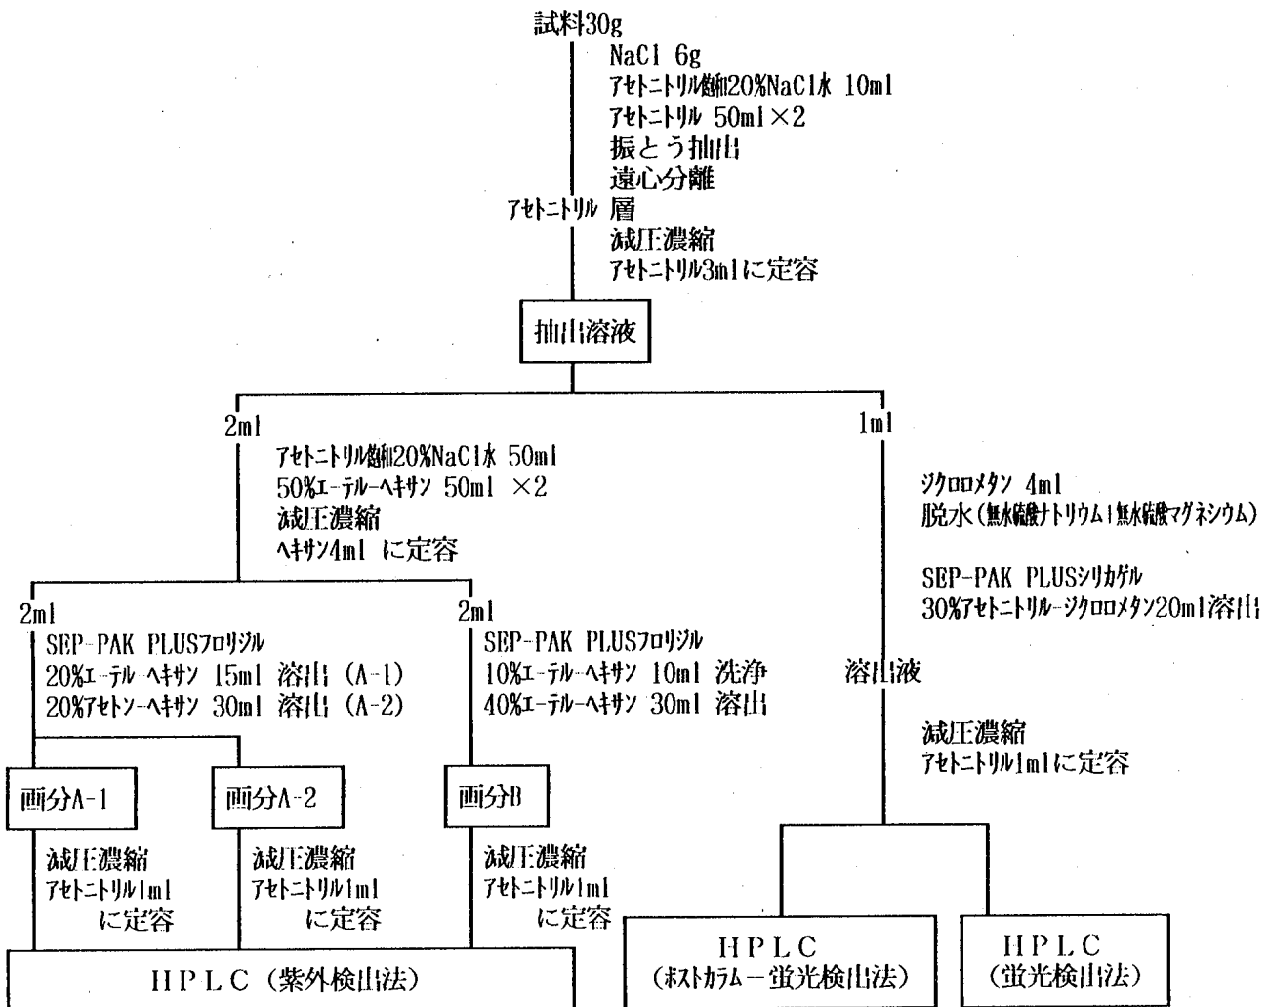 試料30g
NaCl 6g
アセトニトリル飽和20%NaCl水 10ml
アセトニトリル 50ml×2
振とう抽出
遠心分離
アセトニトリル 層
減圧濃縮
アセトニトリル3mlに定容
抽出溶液
2ml
アセトニトリル飽和20%NaCl水 50ml
50%エーテル-ヘキサン 50ml ×2
減圧濃縮
ヘキサン4ml に定容
2ml
SEP-PAK PLUSフロリジル
20%エーテル-ヘキサン 15ml 溶出 (A-1)
20%アセトン-ヘキサン 30ml 溶出 (A-2)
2ml
SEP-PAK PLUSフロリジル
10%エーテル-ヘキサン 10ml 洗浄
40%エーテル-ヘキサン 30ml 溶出
画分A-1
減圧濃縮
アセトニトリル1ml
に定容
画分A-2
減圧濃縮
アセトニトリル1ml
に定容
画分B
減圧濃縮
アセトニトリル1ml
に定容
HPLC (紫外検出法)
1ml
ジクロロメタン 4ml
脱水(無水硫酸ナトリウム|無水硫酸マグネシウム)
SEP-PAK PLUSシリカゲル
30%アセトニトリル-ジクロロメタン20ml溶出
溶出液
減圧濃縮
アセトニトリル1mlに定容
HPLC
(ポストカラム-蛍光検出法)
HPLC
(蛍光検出法)